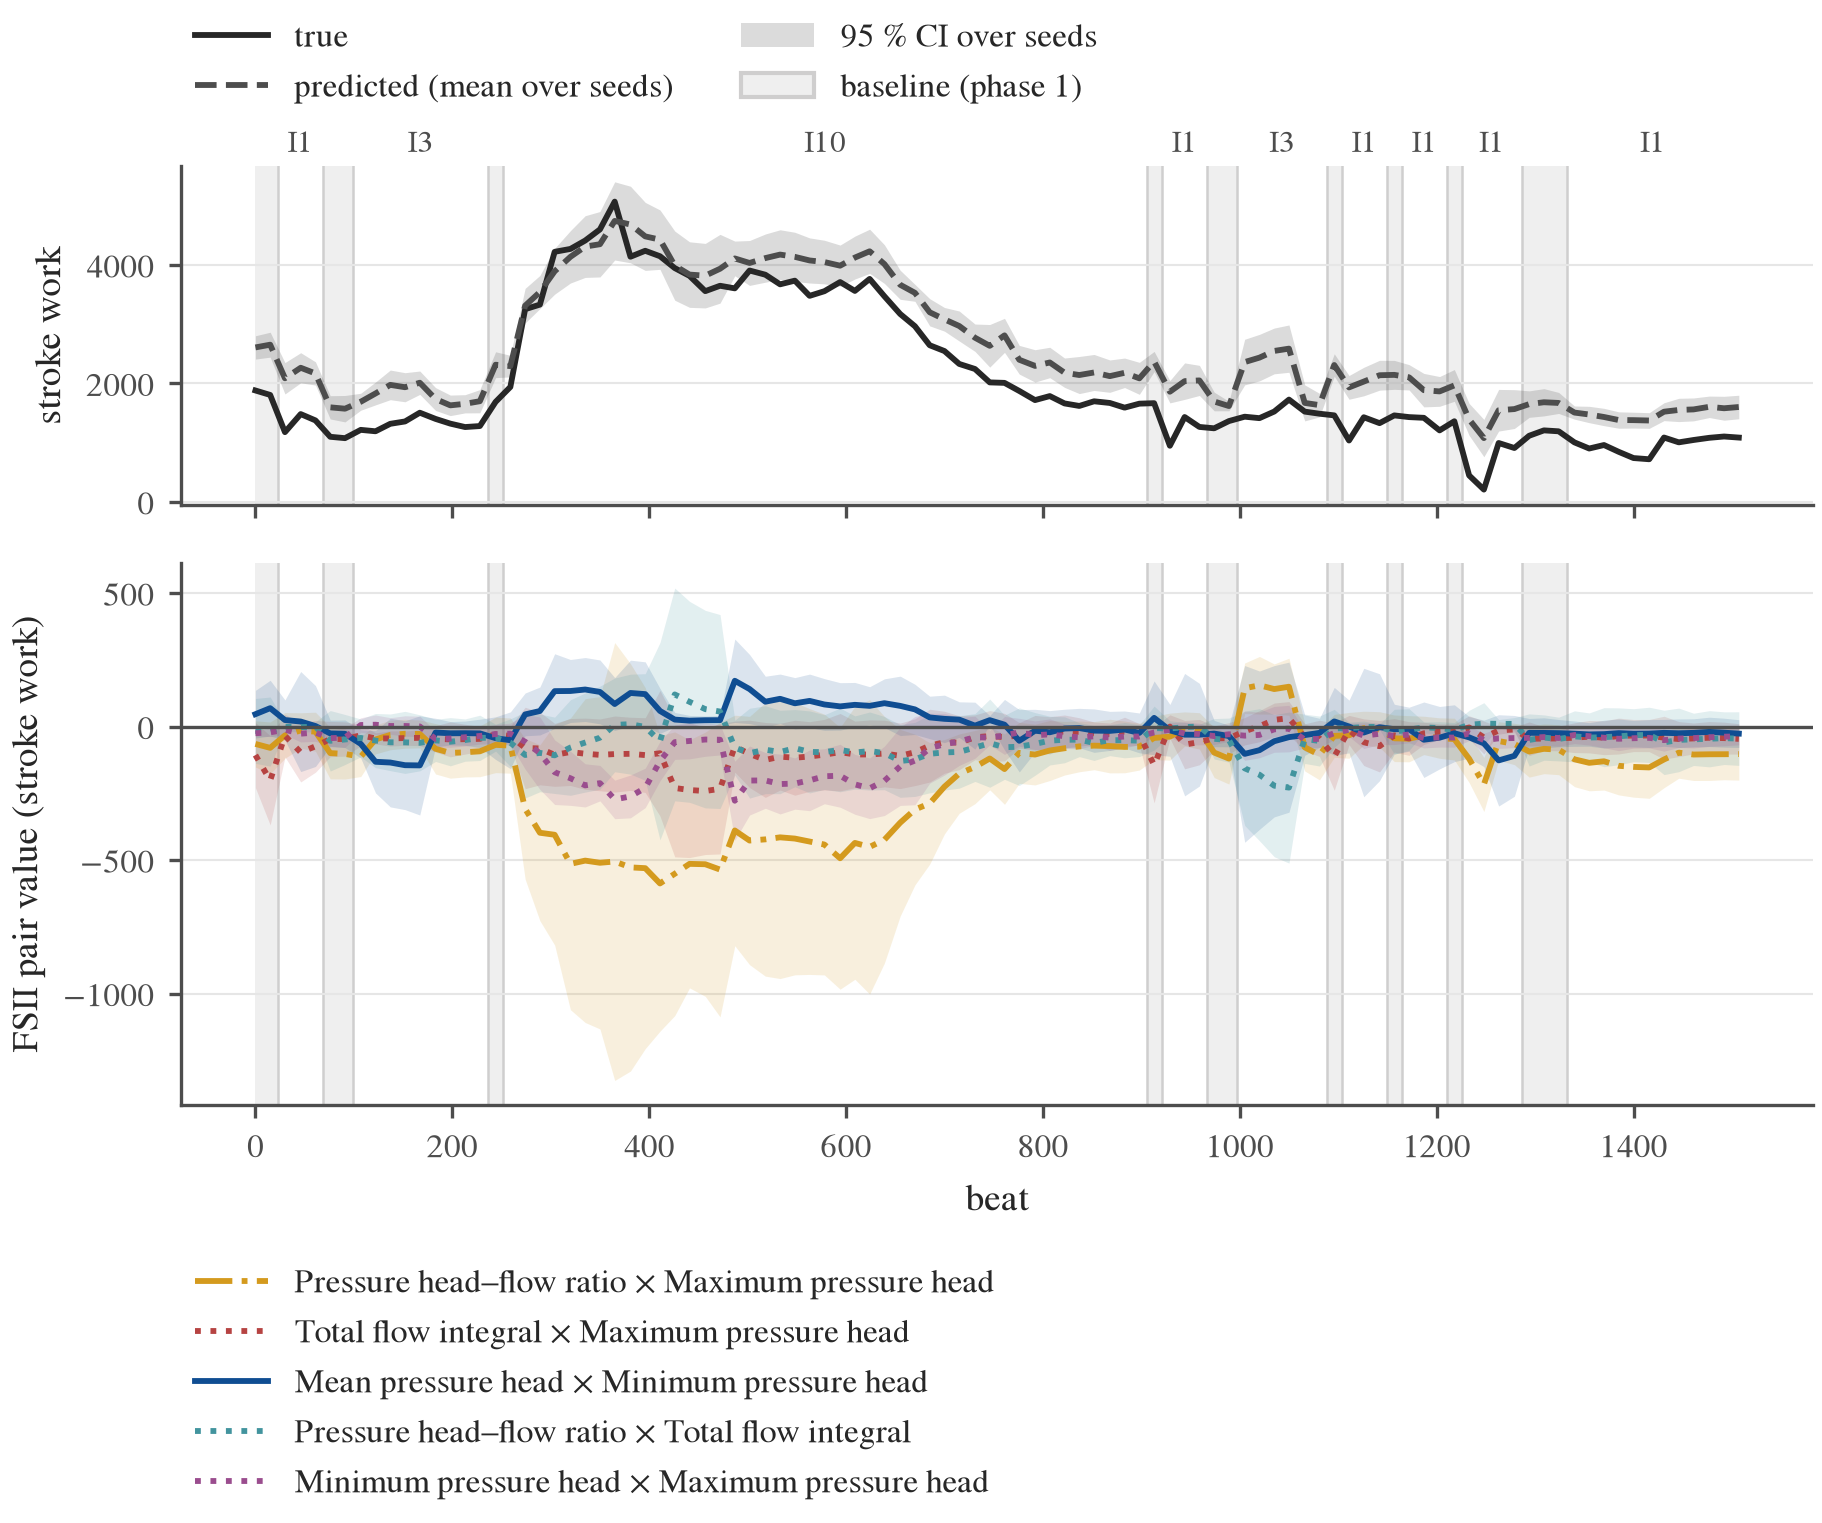 true
predicted (mean over seeds)
95 % CI over seeds
baseline (phase 1)
I1 I3 I10 I1 I3 I1 I1 I1 I1
stroke work
4000
2000
0
FSII pair value (stroke work)
500
0
−500
−1000
0 200 400 600 800 1000 1200 1400
beat
Pressure head–flow ratio × Maximum pressure head
Total flow integral × Maximum pressure head
Mean pressure head × Minimum pressure head
Pressure head–flow ratio × Total flow integral
Minimum pressure head × Maximum pressure head